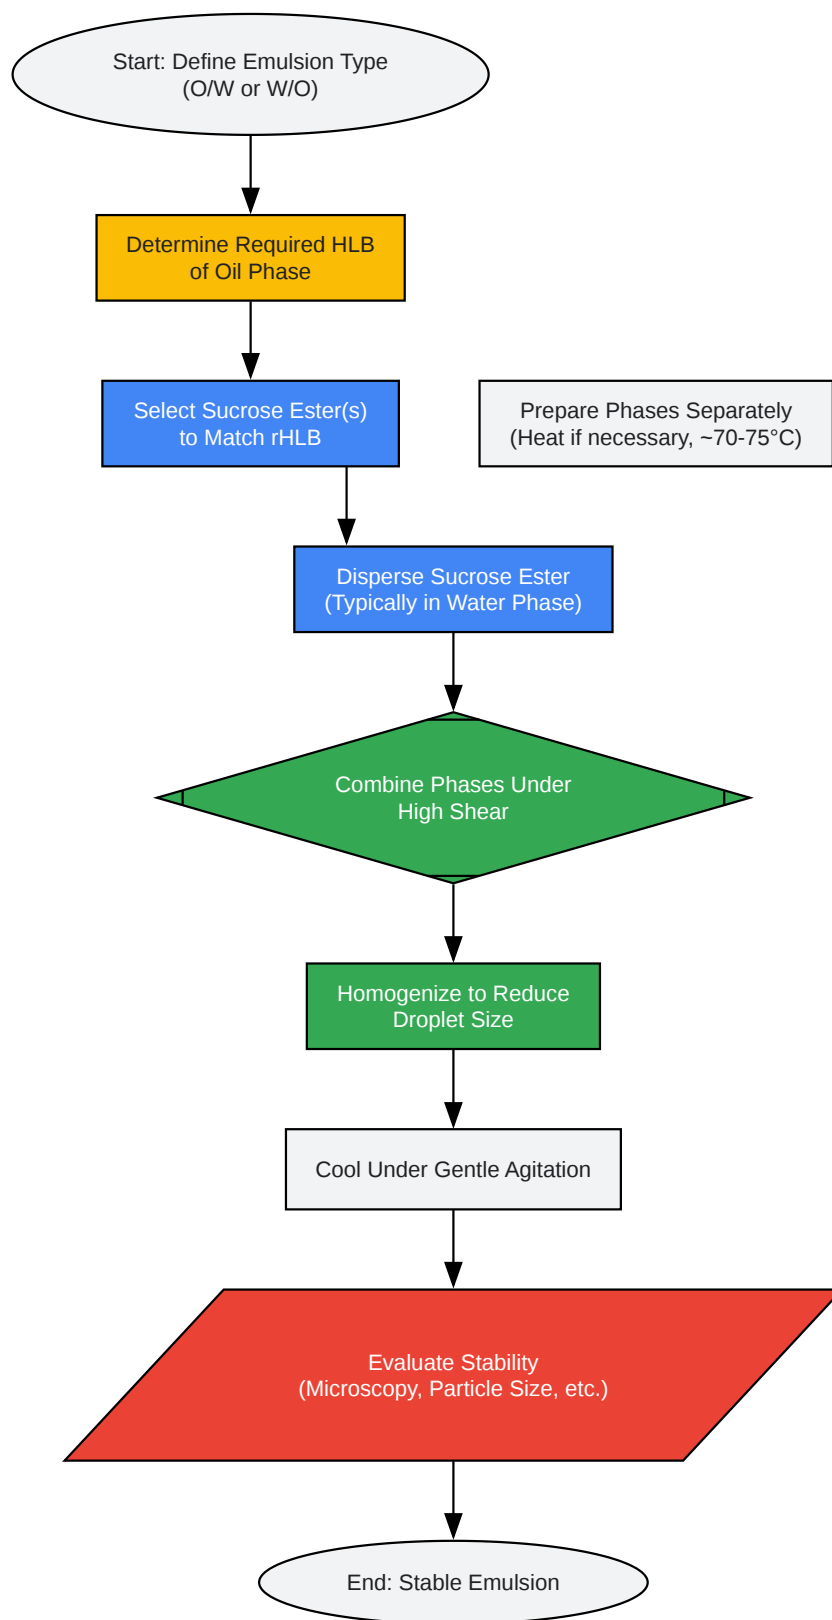 Start: Define Emulsion Type
(O/W or W/O)
Determine Required HLB
of Oil Phase
Select Sucrose Ester(s)
to Match rHLB
Prepare Phases Separately
(Heat if necessary, ~70-75°C)
Disperse Sucrose Ester
(Typically in Water Phase)
Combine Phases Under
High Shear
Homogenize to Reduce
Droplet Size
Cool Under Gentle Agitation
Evaluate Stability
(Microscopy, Particle Size, etc.)
End: Stable Emulsion